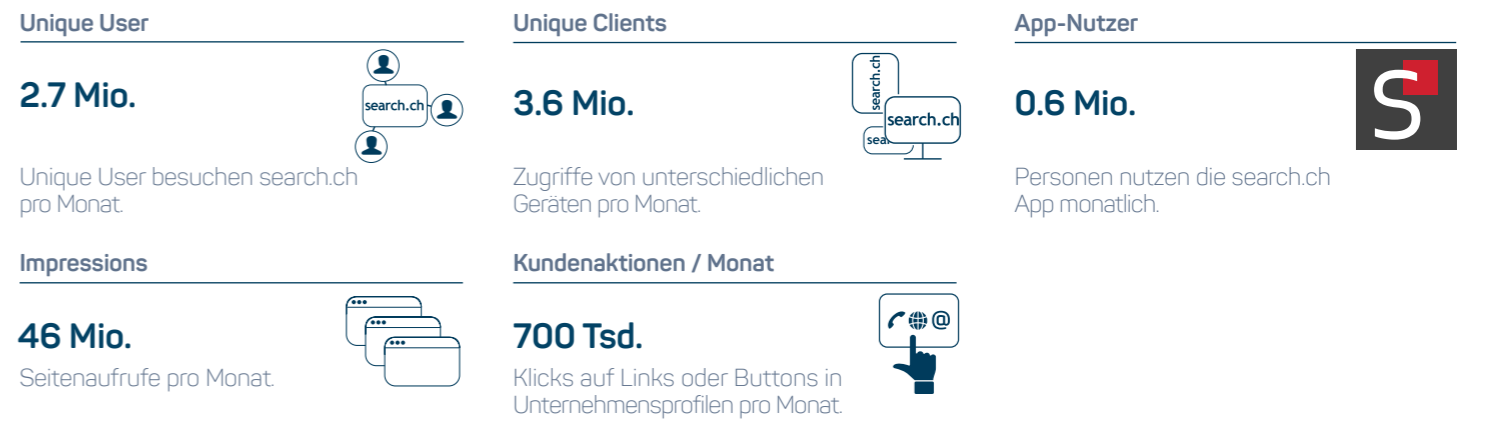 Unique User
2.7 Mio.
search.ch
Unique User besuchen search.ch
pro Monat.
Unique Clients
3.6 Mio.
search.ch
search.ch
sear
Zugriffe von unterschiedlichen
Geräten pro Monat.
App-Nutzer
0.6 Mio.
S
Personen nutzen die search.ch
App monatlich.
Impressions
46 Mio.
Seitenaufrufe pro Monat.
Kundenaktionen / Monat
700 Tsd.
@
Klicks auf Links oder Buttons in
Unternehmensprofilen pro Monat.